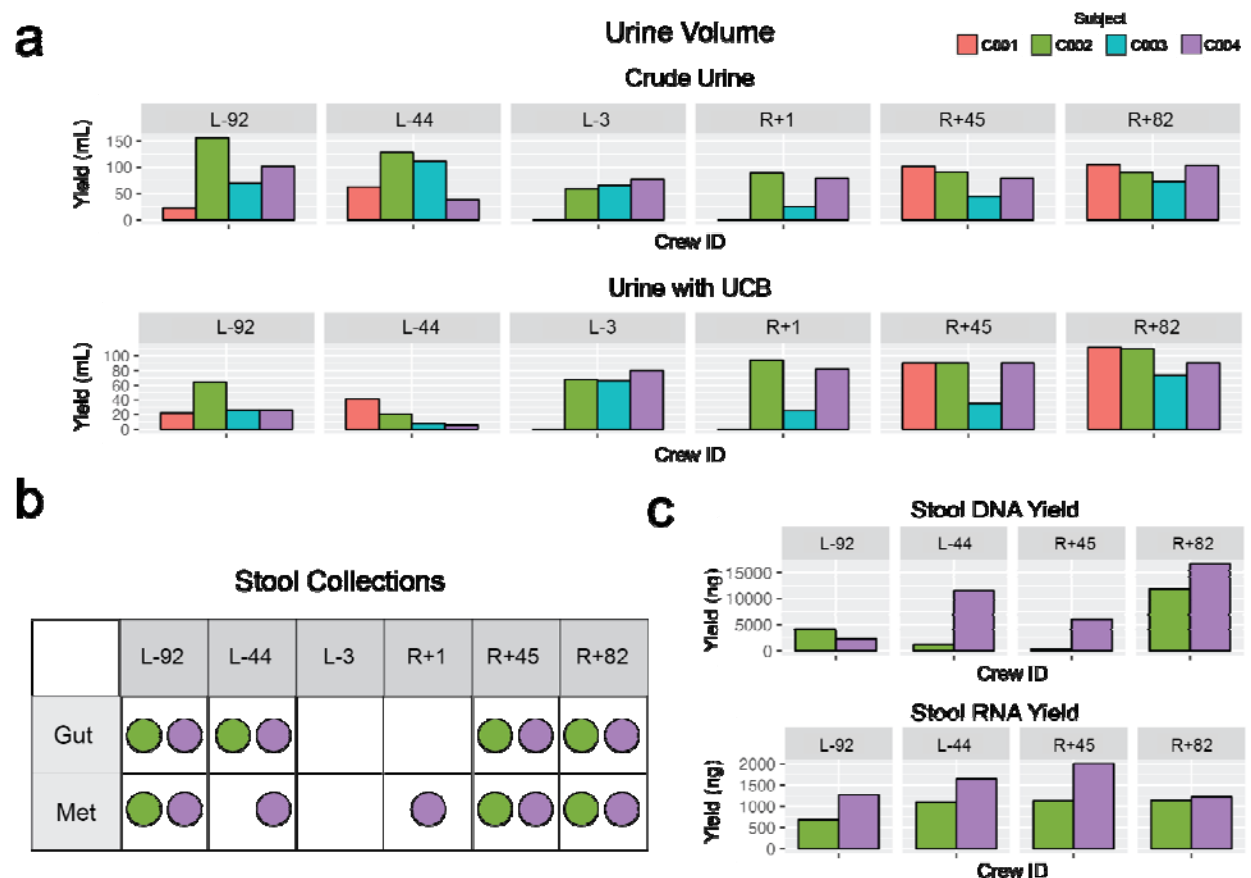 a
Urine Volume
Subject
C001 C002 C003 C004
Crude Urine
L-92 L-44 L-3 R+1 R+45 R+82
Yield (mL)
150
100
50
0
Crew ID
Urine with UCB
L-92 L-44 L-3 R+1 R+45 R+82
Yield (mL)
100
80
60
40
20
0
Crew ID
b
Stool Collections
L-92 L-44 L-3 R+1 R+45 R+82
Gut
Met
c
Stool DNA Yield
L-92 L-44 R+45 R+82
Yield (ng)
15000
10000
5000
0
Crew ID
Stool RNA Yield
L-92 L-44 R+45 R+82
Yield (ng)
2000
1500
1000
500
0
Crew ID